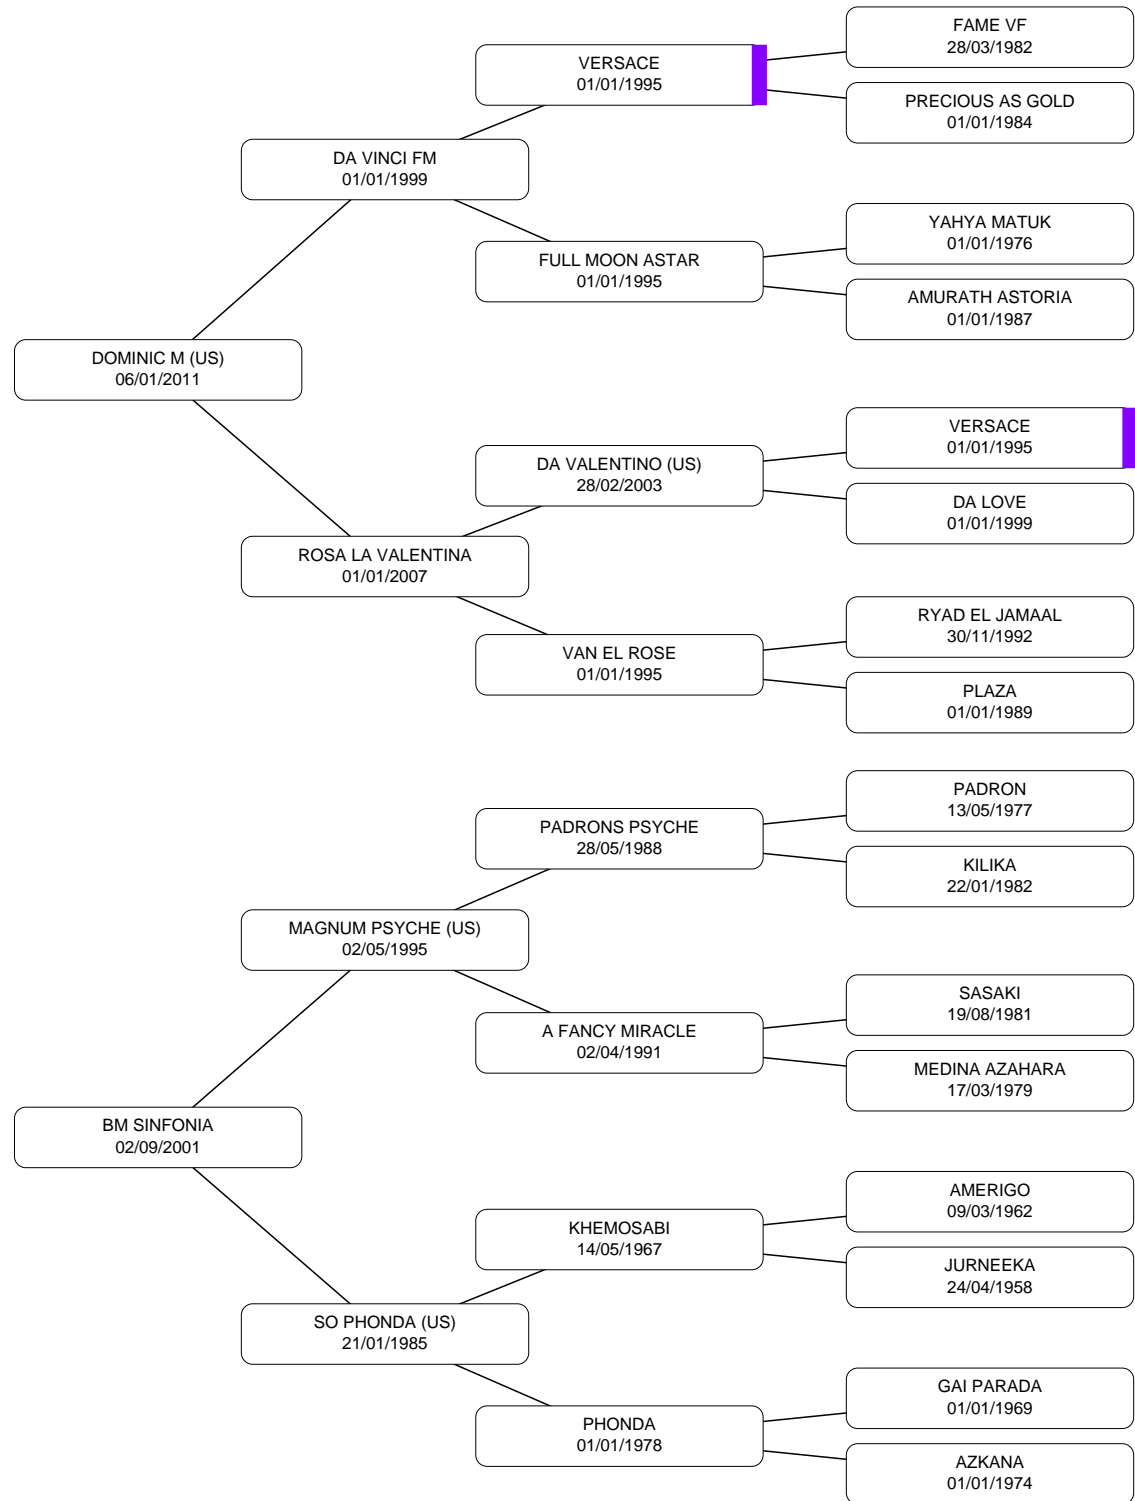 FAME VF
28/03/1982
VERSACE
01/01/1995
PRECIOUS AS GOLD
01/01/1984
DA VINCI FM
01/01/1999
YAHYA MATUK
01/01/1976
FULL MOON ASTAR
01/01/1995
AMURATH ASTORIA
01/01/1987
DOMINIC M (US)
06/01/2011
VERSACE
01/01/1995
DA VALENTINO (US)
28/02/2003
DA LOVE
01/01/1999
ROSA LA VALENTINA
01/01/2007
RYAD EL JAMAAL
30/11/1992
VAN EL ROSE
01/01/1995
PLAZA
01/01/1989
PADRON
13/05/1977
PADRONS PSYCHE
28/05/1988
KILIKA
22/01/1982
MAGNUM PSYCHE (US)
02/05/1995
SASAKI
19/08/1981
A FANCY MIRACLE
02/04/1991
MEDINA AZAHARA
17/03/1979
BM SINFONIA
02/09/2001
AMERIGO
09/03/1962
KHEMOSABI
14/05/1967
JURNEEKA
24/04/1958
SO PHONDA (US)
21/01/1985
GAI PARADA
01/01/1969
PHONDA
01/01/1978
AZKANA
01/01/1974